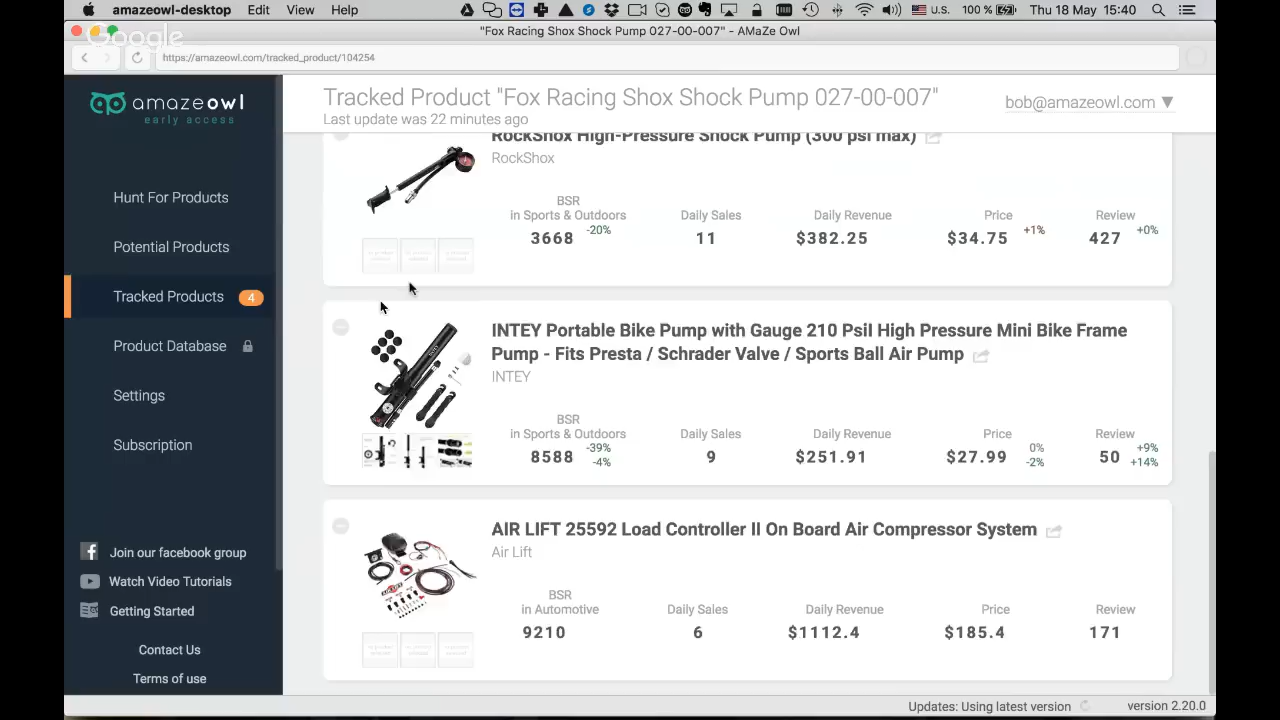 amazeowl-desktop Edit View Help U.S. 100 % Thu 18 May 15:40
Google
"Fox Racing Shox Shock Pump 027-00-007" - AMaZe Owl
https://amazeowl.com/tracked_product/104254
amazeowl
early access
Tracked Product "Fox Racing Shox Shock Pump 027-00-007"
Last update was 22 minutes ago
bob@amazeowl.com ▼
Hunt For Products
Potential Products
Tracked Products 4
Product Database
Settings
Subscription
Join our facebook group
Watch Video Tutorials
Getting Started
Contact Us
Terms of use
RockShox High-Pressure Shock Pump (300 psi max)
RockShox
BSR
in Sports & Outdoors Daily Sales Daily Revenue Price Review
3668 -20% 11 $382.25 $34.75 +1% 427 +0%
INTEY Portable Bike Pump with Gauge 210 PsiI High Pressure Mini Bike Frame
Pump - Fits Presta / Schrader Valve / Sports Ball Air Pump
INTEY
BSR
in Sports & Outdoors Daily Sales Daily Revenue Price Review
8588 -39% 9 $251.91 $27.99 0% 50 +9%
-4% -2% +14%
AIR LIFT 25592 Load Controller II On Board Air Compressor System
Air Lift
BSR
in Automotive Daily Sales Daily Revenue Price Review
9210 6 $1112.4 $185.4 171
Updates: Using latest version version 2.20.0